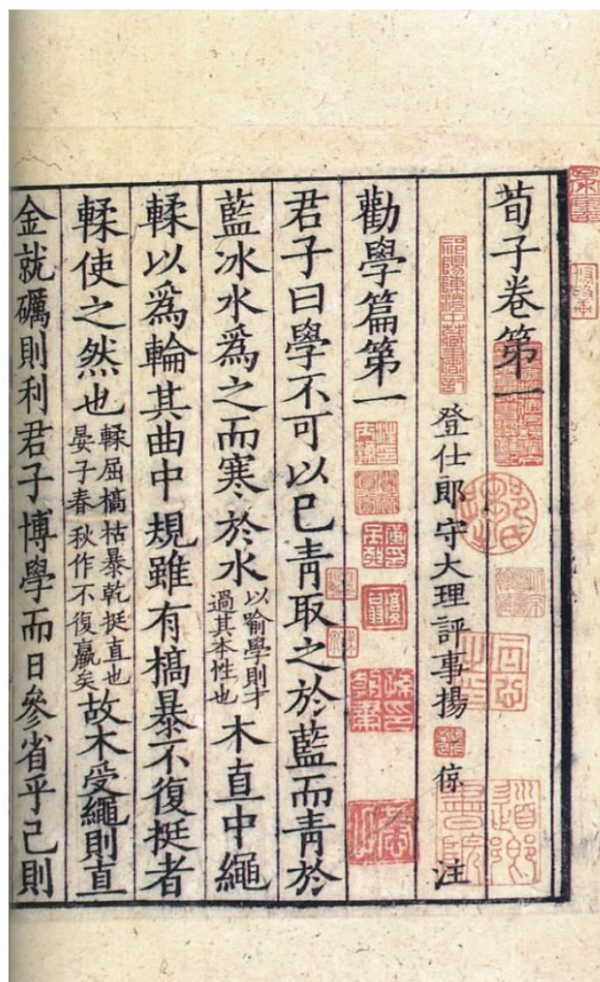 荀子卷第一
登仕郎守大理評事揚倞注
勸學篇第一
君子曰學不可以已青取之於藍而青於
藍冰水爲之而寒於水以喻學則才過其本性也木直中繩
輮以爲輪其曲中規雖有槁暴不復挺者
輮使之然也輮屈槁枯暴乾挺直也晏子春秋作不復贏矣故木受繩則直
金就礪則利君子博學而日參省乎己則